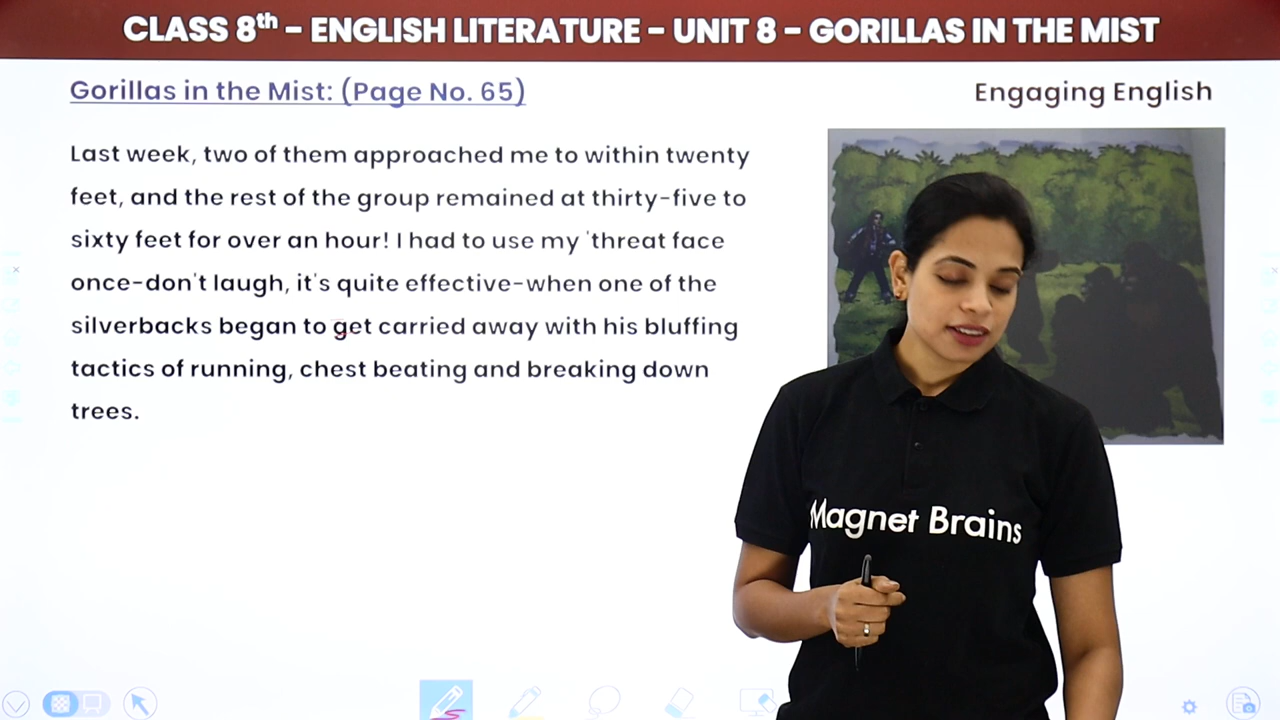 CLASS 8th – ENGLISH LITERATURE – UNIT 8 – GORILLAS IN THE MIST
Gorillas in the Mist: (Page No. 65)
Engaging English
Last week, two of them approached me to within twenty
feet, and the rest of the group remained at thirty-five to
sixty feet for over an hour! I had to use my 'threat face
once-don't laugh, it's quite effective-when one of the
silverbacks began to get carried away with his bluffing
tactics of running, chest beating and breaking down
trees.
Magnet Brains